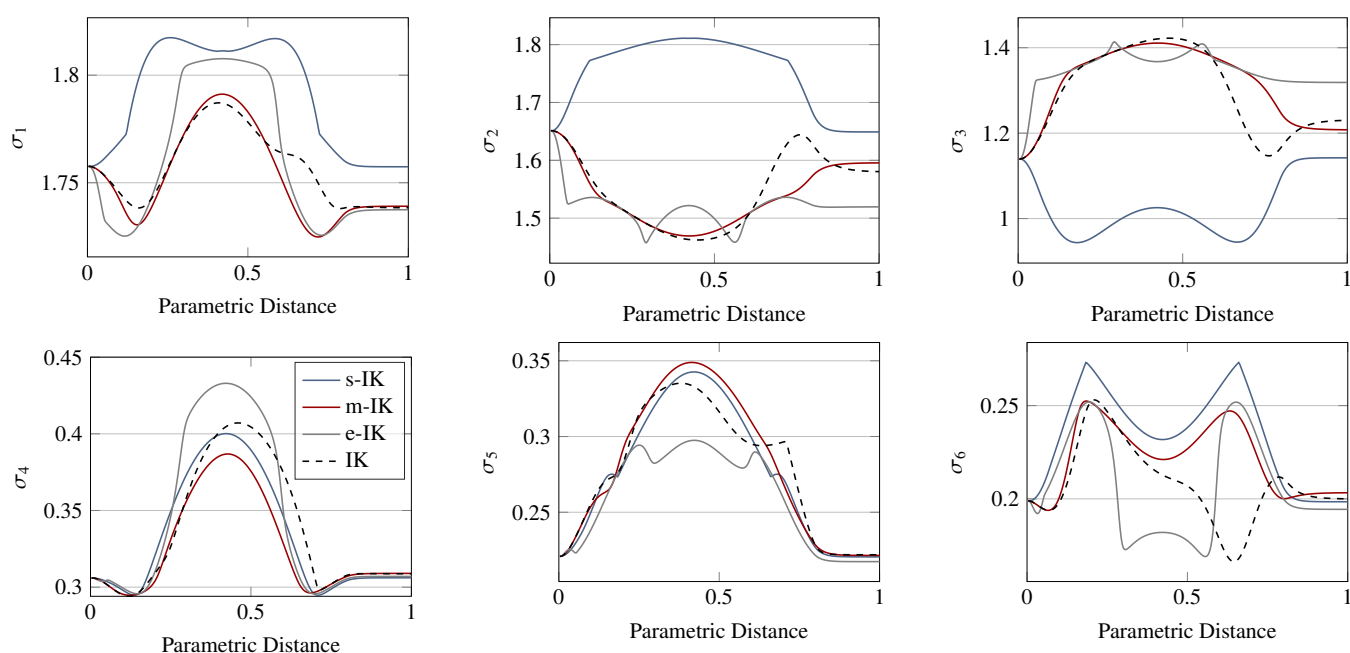 1.8
1.75
σ1
0
0.5
1
Parametric Distance
1.8
1.7
1.6
1.5
σ2
0
0.5
1
Parametric Distance
1.4
1.2
1
σ3
0
0.5
1
Parametric Distance
0.45
0.4
0.35
0.3
σ4
s-IK
m-IK
e-IK
IK
0
0.5
1
Parametric Distance
0.35
0.3
0.25
σ5
0
0.5
1
Parametric Distance
0.25
0.2
σ6
0
0.5
1
Parametric Distance